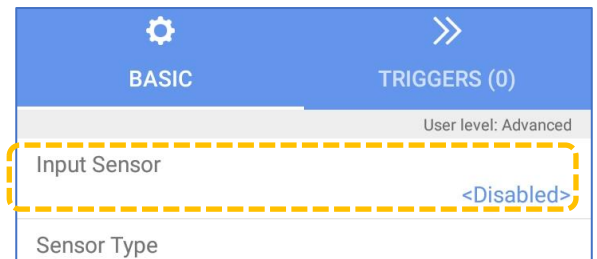 BASIC
TRIGGERS (0)
User level: Advanced
Input Sensor
<Disabled>
Sensor Type